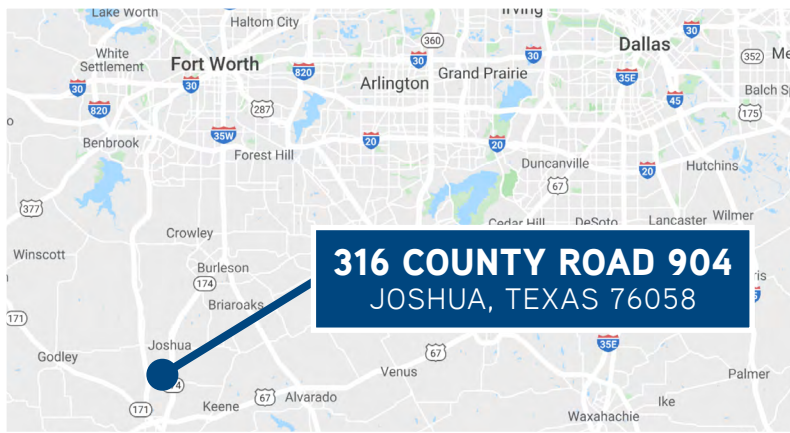 Lake Worth
Haltom City
Irving
360
Dallas
30
White
Settlement
Fort Worth
820
30
30
352
Arlington
Grand Prairie
35E
30
30
Balch
287
45
820
175
35W
Benbrook
20
20
Forest Hill
Duncanville
20
Hutchins
67
377
Cedar Hill
DeSoto
Lancaster
Wilmer
Crowley
Winscott
316 COUNTY ROAD 904
JOSHUA, TEXAS 76058
Burleson
174
Briaroaks
171
Joshua
35E
Godley
67
Venus
Palmer
171
Keene
67
Alvarado
Ike
Waxahachie